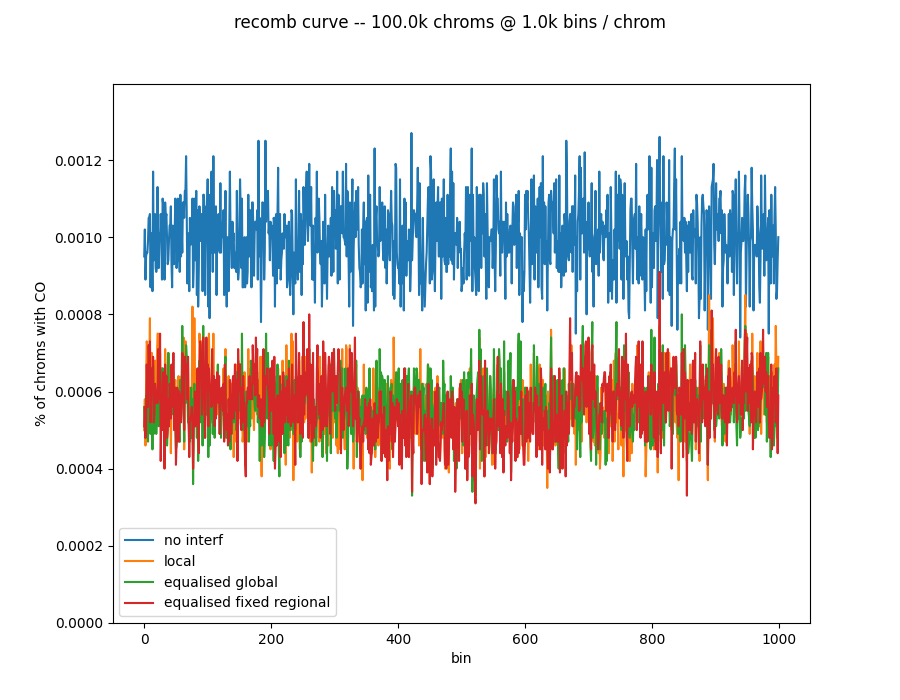 recomb curve -- 100.0k chroms @ 1.0k bins / chrom
% of chroms with CO
0.0012
0.0010
0.0008
0.0006
0.0004
0.0002
0.0000
no interf
local
equalised global
equalised fixed regional
0 200 400 600 800 1000
bin